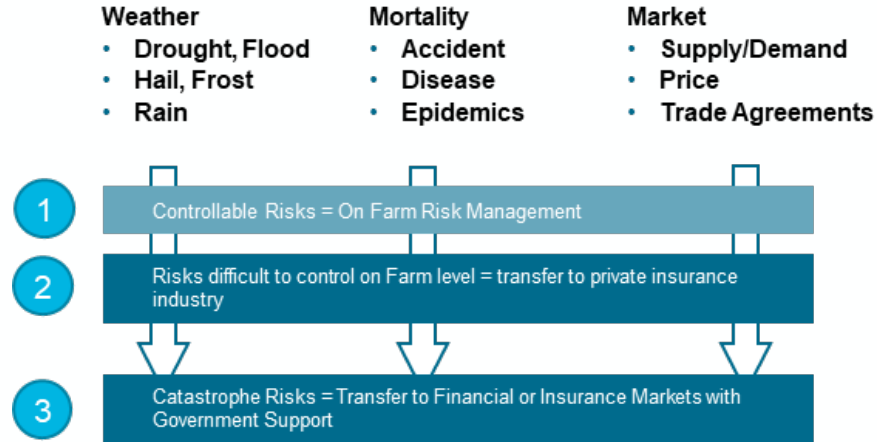 Weather
• Drought, Flood
• Hail, Frost
• Rain
Mortality
• Accident
• Disease
• Epidemics
Market
• Supply/Demand
• Price
• Trade Agreements
1
Controllable Risks = On Farm Risk Management
2
Risks difficult to control on Farm level = transfer to private insurance
industry
3
Catastrophe Risks = Transfer to Financial or Insurance Markets with
Government Support